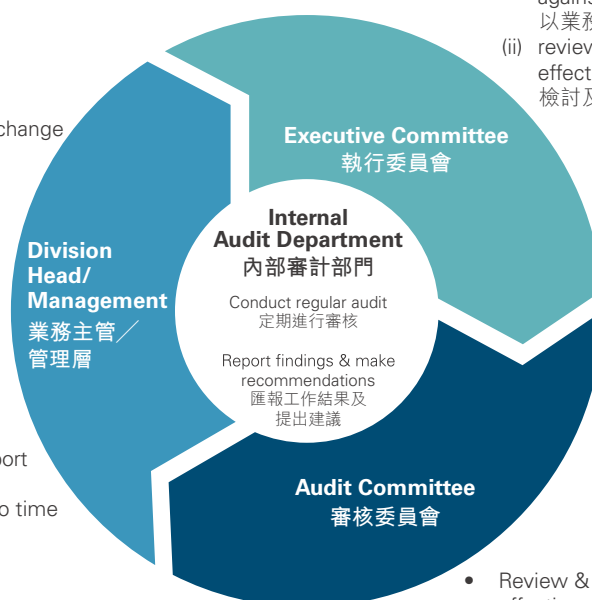 against
以業務
(ii) review
effect
檢討及
change
Executive Committee
執行委員會
Internal
Audit Department
內部審計部門
Conduct regular audit
定期進行審核
Report findings & make
recommendations
匯報工作結果及
提出建議
Division
Head/
Management
業務主管／
管理層
port
o time
Audit Committee
審核委員會
• Review &